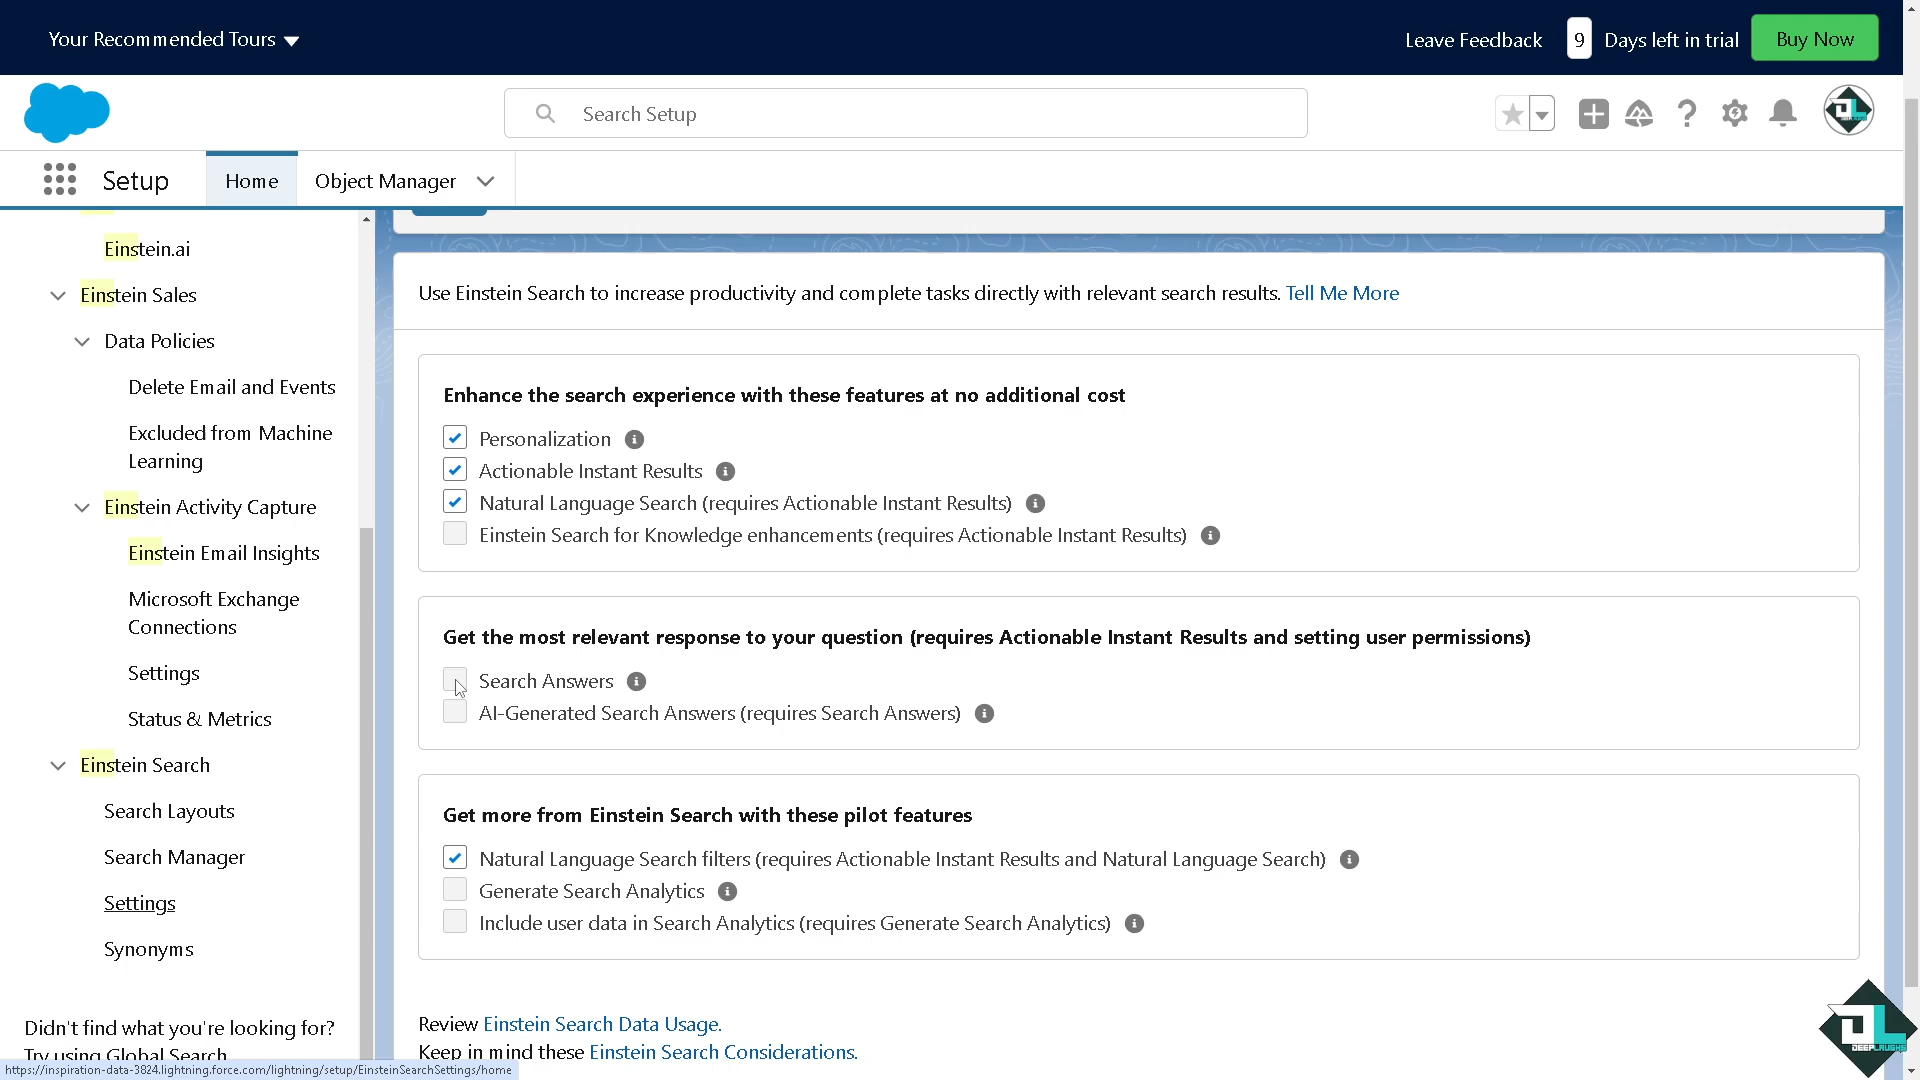 Your Recommended Tours
Leave Feedback
9
Days left in trial
Buy Now
Search Setup
Setup
Home
Object Manager
Einstein.ai
Einstein Sales
Data Policies
Delete Email and Events
Excluded from Machine
Learning
Einstein Activity Capture
Einstein Email Insights
Microsoft Exchange
Connections
Settings
Status & Metrics
Einstein Search
Search Layouts
Search Manager
Settings
Synonyms
Didn't find what you're looking for?
Try using Global Search
https://inspiration-data-3824.lightning.force.com/lightning/setup/EinsteinSearchSettings/home
Use Einstein Search to increase productivity and complete tasks directly with relevant search results. Tell Me More
Enhance the search experience with these features at no additional cost
Personalization
Actionable Instant Results
Natural Language Search (requires Actionable Instant Results)
Einstein Search for Knowledge enhancements (requires Actionable Instant Results)
Get the most relevant response to your question (requires Actionable Instant Results and setting user permissions)
Search Answers
AI-Generated Search Answers (requires Search Answers)
Get more from Einstein Search with these pilot features
Natural Language Search filters (requires Actionable Instant Results and Natural Language Search)
Generate Search Analytics
Include user data in Search Analytics (requires Generate Search Analytics)
Review Einstein Search Data Usage.
Keep in mind these Einstein Search Considerations.
DEEPLAUGHS